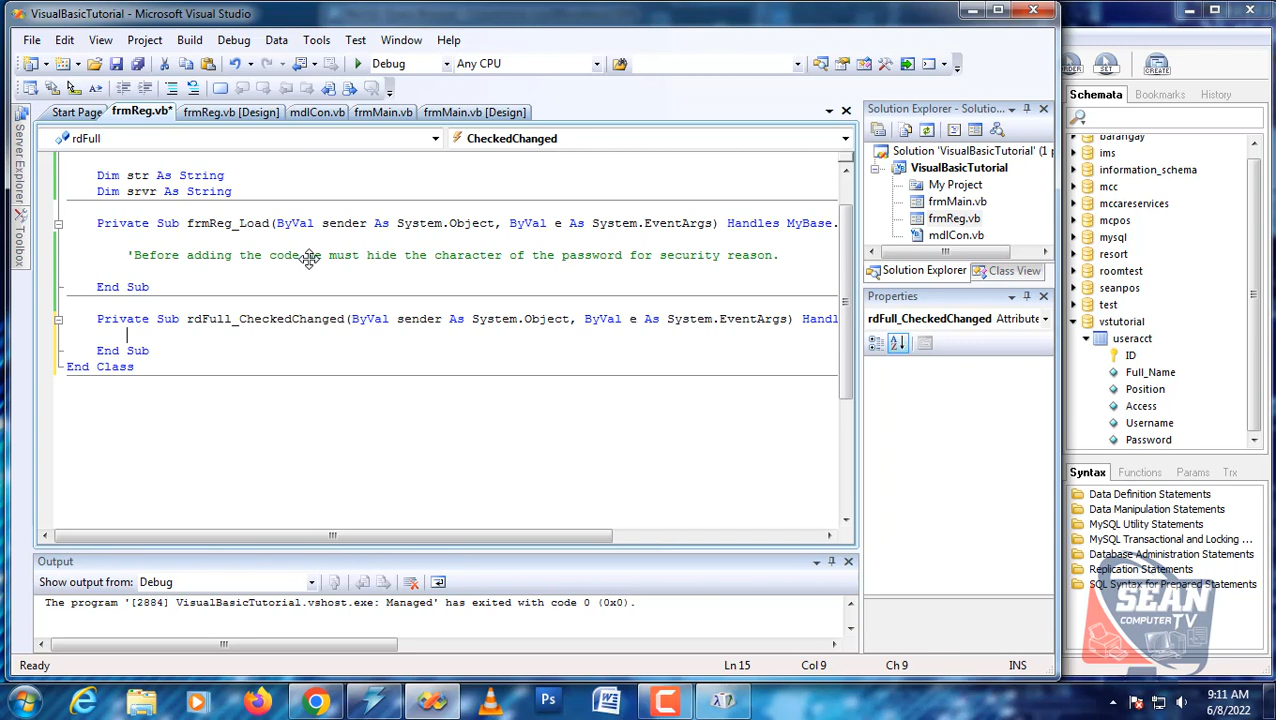 VisualBasicTutorial - Microsoft Visual Studio
File Edit View Project Build Debug Data Tools Test Window Help
Debug Any CPU
SET
CREATE
Start Page frmReg.vb* frmReg.vb [Design] mdlCon.vb frmMain.vb frmMain.vb [Design]
rdFull CheckedChanged
Dim str As String
Dim srvr As String
Private Sub frmReg_Load(ByVal sender As System.Object, ByVal e As System.EventArgs) Handles MyBase.
'Before adding the code must hide the character of the password for security reason.
End Sub
Private Sub rdFull_CheckedChanged(ByVal sender As System.Object, ByVal e As System.EventArgs) Handl
End Sub
End Class
Server Explorer
Toolbox
Solution Explorer - Solutio...
Solution 'VisualBasicTutorial' (1 p
VisualBasicTutorial
My Project
frmMain.vb
frmReg.vb
mdlCon.vb
Solution Explorer Class View
Properties
rdFull_CheckedChanged Attribute
Schemata Bookmarks History
barangay
ims
information_schema
mcc
mccareservices
mcpos
mysql
resort
roomtest
seanpos
test
vstutorial
useracct
ID
Full_Name
Position
Access
Username
Password
Syntax Functions Params Trx
Data Definition Statements
Data Manipulation Statements
MySQL Utility Statements
MySQL Transactional and Locking ...
Database Administration Statements
Replication Statements
SQL Syntax for Prepared Statements
SEAN
COMPUTER TV
Output
Show output from: Debug
The program '[2884] VisualBasicTutorial.vshost.exe: Managed' has exited with code 0 (0x0).
Ready Ln 15 Col 9 Ch 9 INS
Ps
9:11 AM
6/8/2022